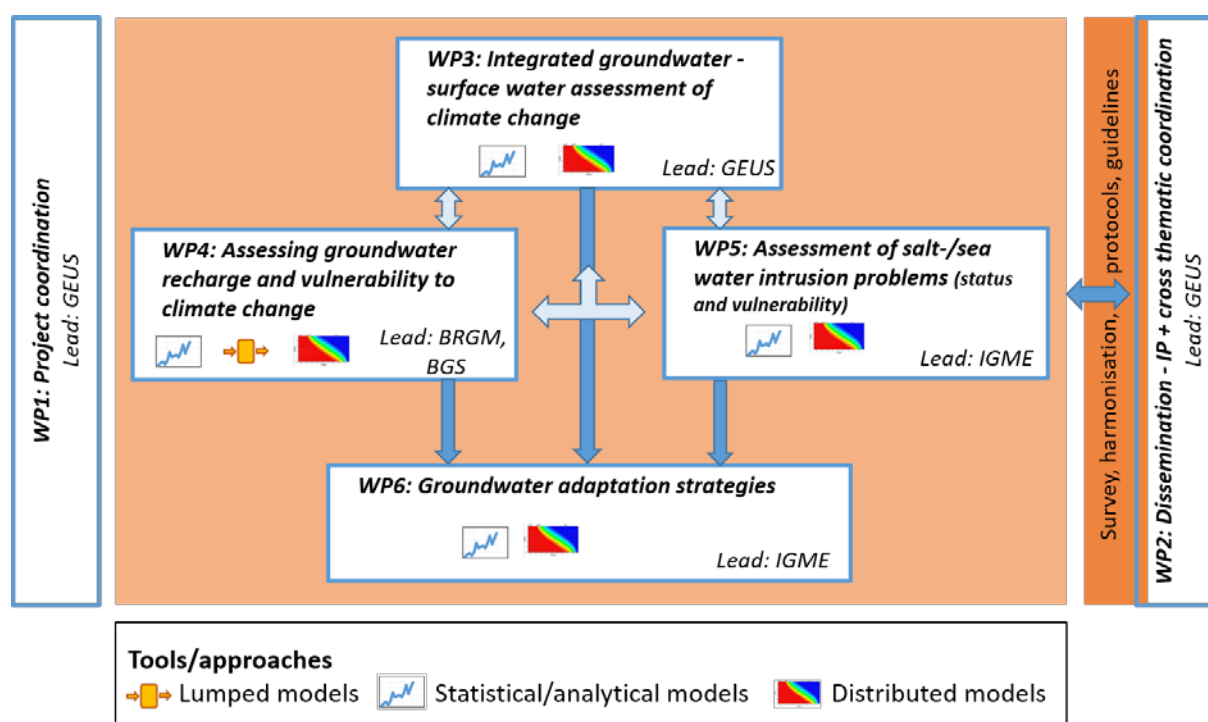 WP1: Project coordination
Lead: GEUS
WP3: Integrated groundwater -
surface water assessment of
climate change
Lead: GEUS
WP4: Assessing groundwater
recharge and vulnerability to
climate change
Lead: BRGM,
BGS
WP5: Assessment of salt-/sea
water intrusion problems (status
and vulnerability)
Lead: IGME
WP6: Groundwater adaptation strategies
Lead: IGME
Survey, harmonisation, protocols, guidelines
WP2: Dissemination - IP + cross thematic coordination
Lead: GEUS
Tools/approaches
Lumped models
Statistical/analytical models
Distributed models